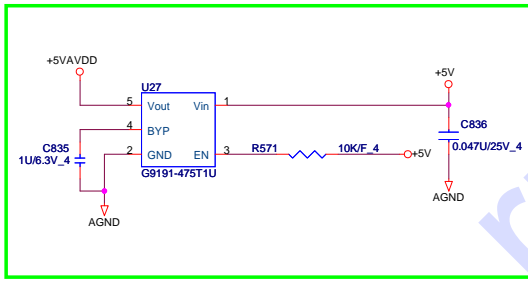 +5VAVDD
U27
+5V
5 Vout Vin 1
4 BYP
C835
1U/6.3V_4
C836
0.047U/25V_4
2 GND EN 3
R571
10K/F_4
+5V
G9191-475T1U
AGND
AGND